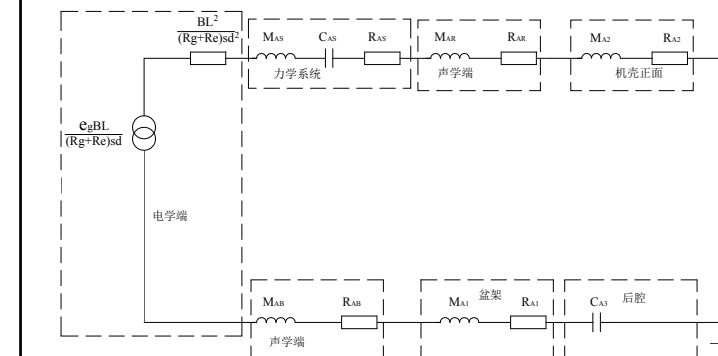 BL²
(Rg+Re)sd²
MAS CAS RAS
力学系统
MAR RAR
声学端
MA2 RA2
机壳正面
egBL
(Rg+Re)sd
电学端
MAB RAB
声学端
MA1 盆架 RA1
CA3 后腔